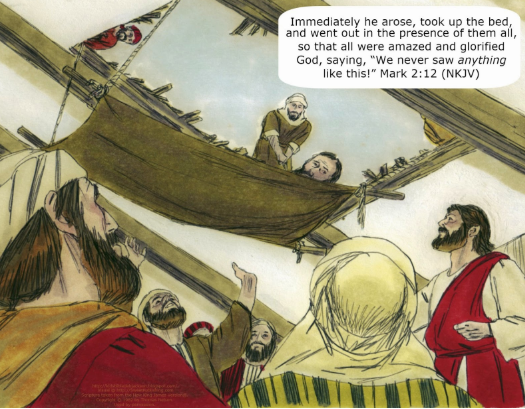 Immediately he arose, took up the bed,
and went out in the presence of them all,
so that all were amazed and glorified
God, saying, “We never saw anything
like this!” Mark 2:12 (NKJV)